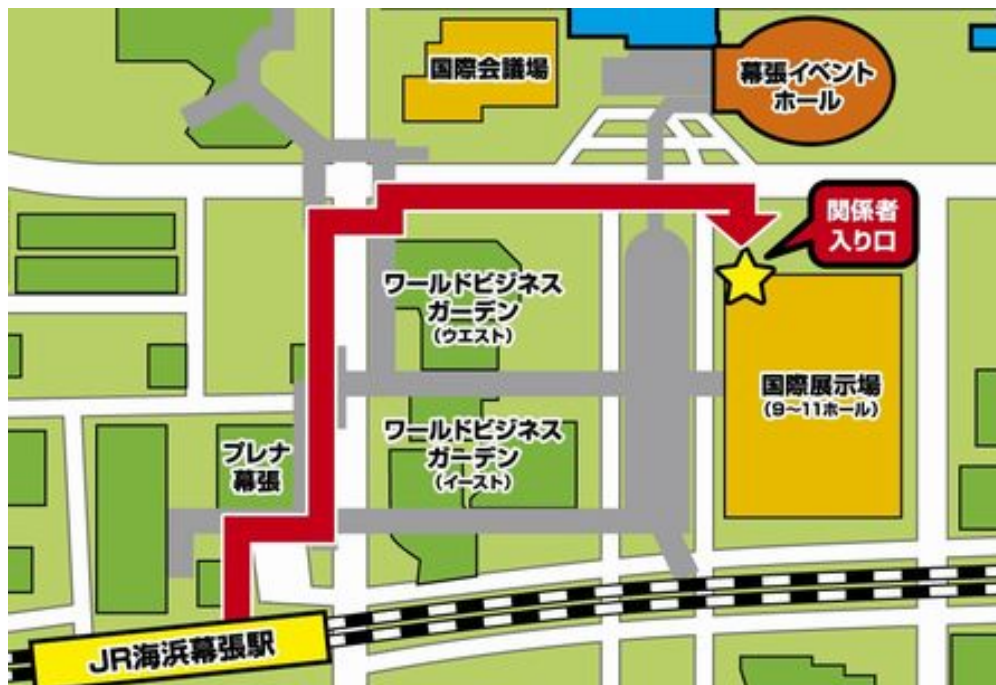 国際会議場
幕張イベント
ホール
関係者
入り口
ワールドビジネス
ガーデン
（ウエスト）
国際展示場
（9〜11ホール）
ワールドビジネス
ガーデン
（イースト）
プレナ
幕張
JR海浜幕張駅